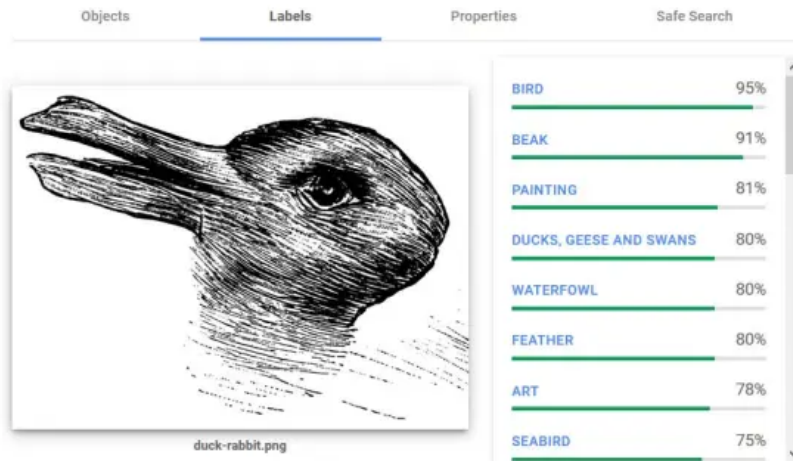 Objects Labels Properties Safe Search
BIRD 95%
BEAK 91%
PAINTING 81%
DUCKS, GEESE AND SWANS 80%
WATERFOWL 80%
FEATHER 80%
ART 78%
SEABIRD 75%
duck-rabbit.png